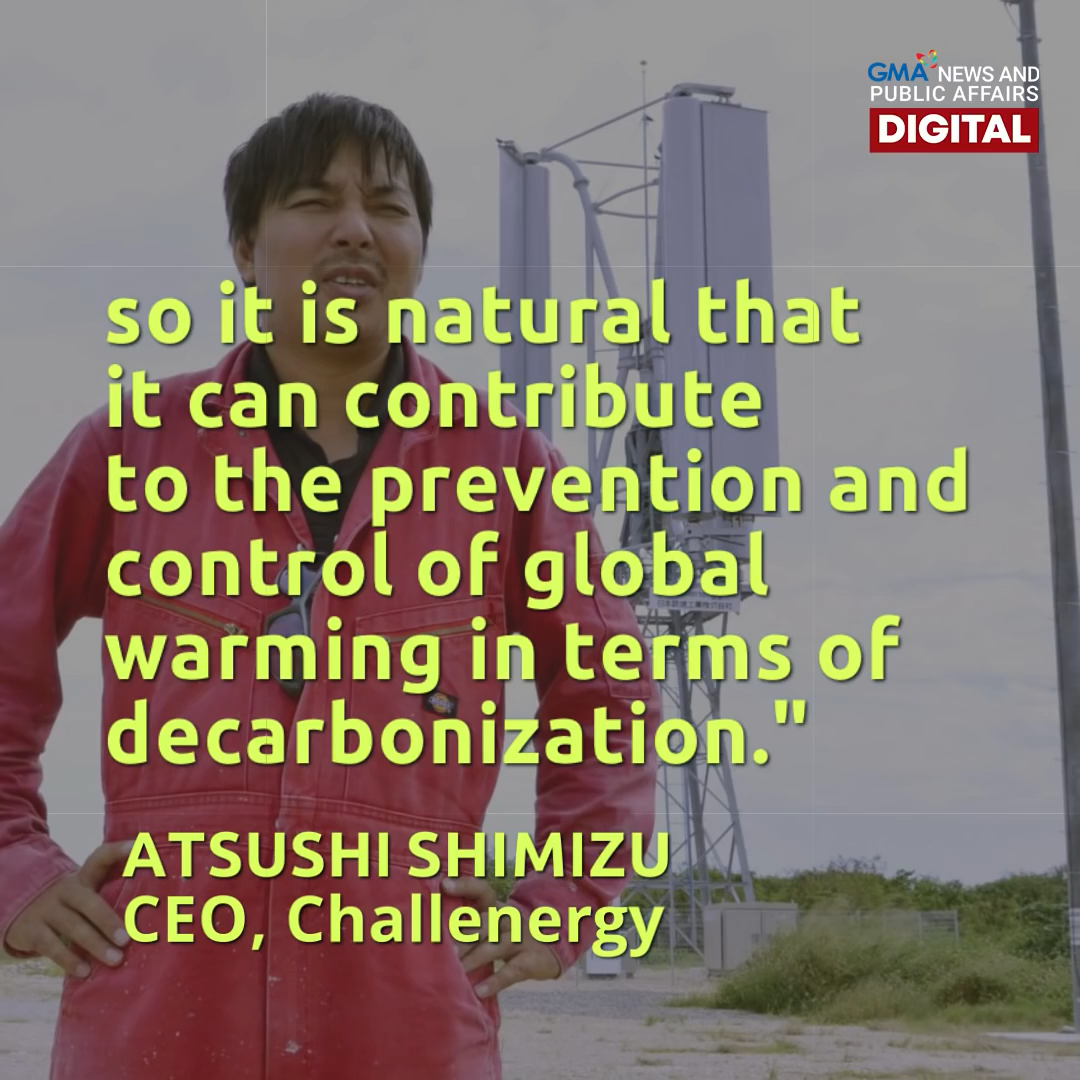 GMA NEWS AND
PUBLIC AFFAIRS
DIGITAL
so it is natural that
it can contribute
to the prevention and
control of global
warming in terms of
decarbonization."
ATSUSHI SHIMIZU
CEO, Challenergy